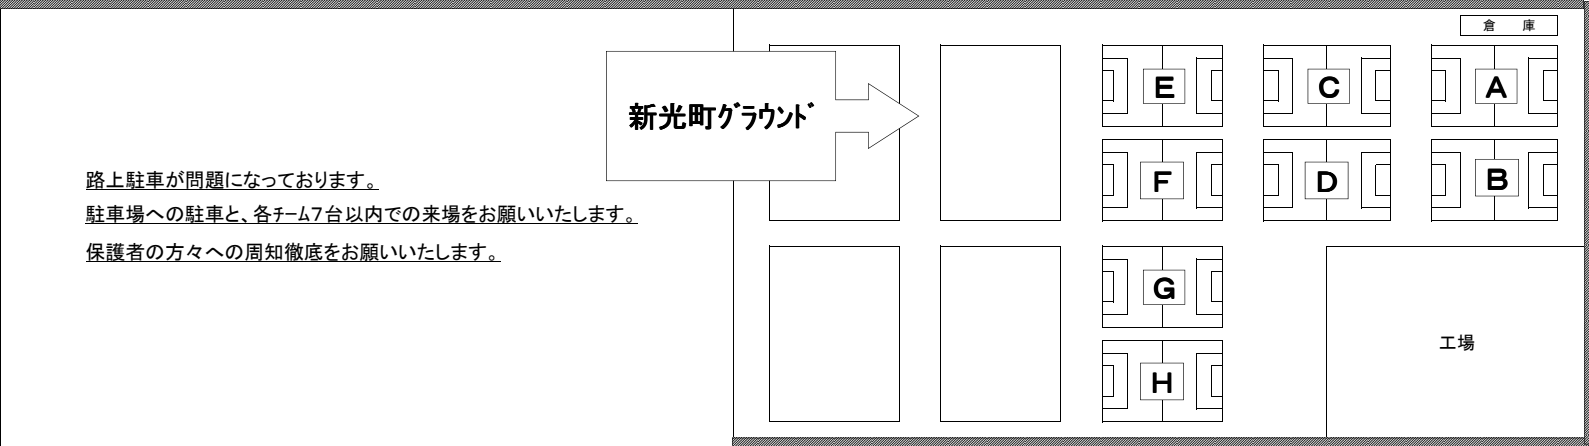 倉　庫
E
C
A
新光町ｸﾞﾗｳﾝﾄﾞ
F
D
B
路上駐車が問題になっております。
駐車場への駐車と、各ﾁｰﾑ７台以内での来場をお願いいたします。
保護者の方々への周知徹底をお願いいたします。
G
工場
H